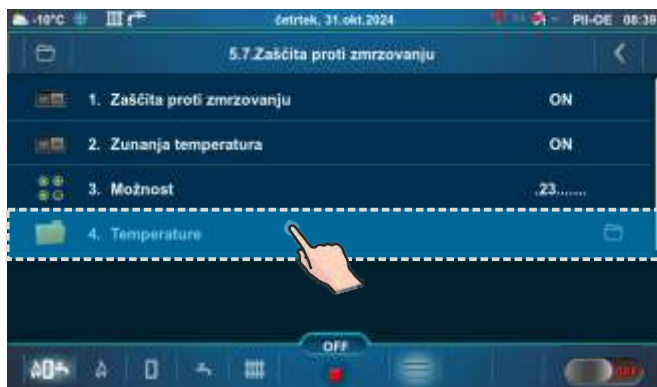 -10°C četrtek, 31.okt.2024 PII-OE 08:39
5.7.Zaščita proti zmrzovanju
1. Zaščita proti zmrzovanju ON
2. Zunanja temperatura ON
3. Možnost .23.......
4. Temperature
OFF
OFF